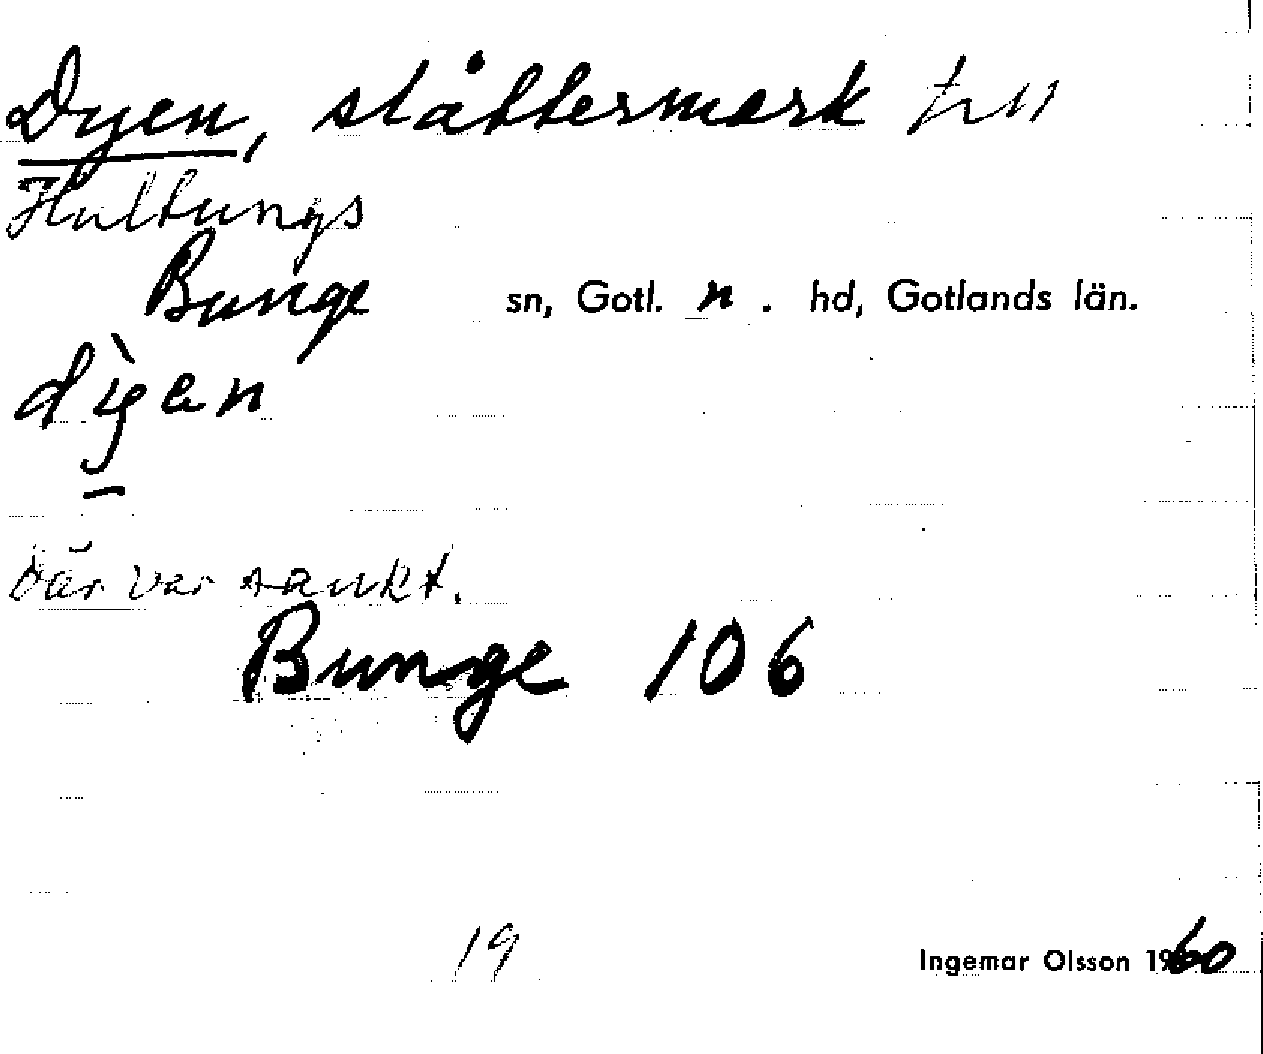 Dyen, slåttermark till
Hultungs
Bunge sn, Gotl. n. hd, Gotlands län.
dỳen
där var sankt.
Bunge 106
19
Ingemar Olsson 1960